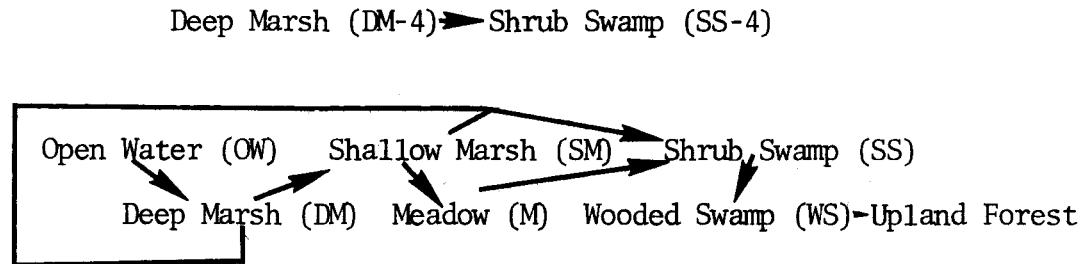 Deep Marsh (DM-4) Shrub Swamp (SS-4)
Open Water (OW) Shallow Marsh (SM) Shrub Swamp (SS)
Deep Marsh (DM) Meadow (M) Wooded Swamp (WS)-Upland Forest